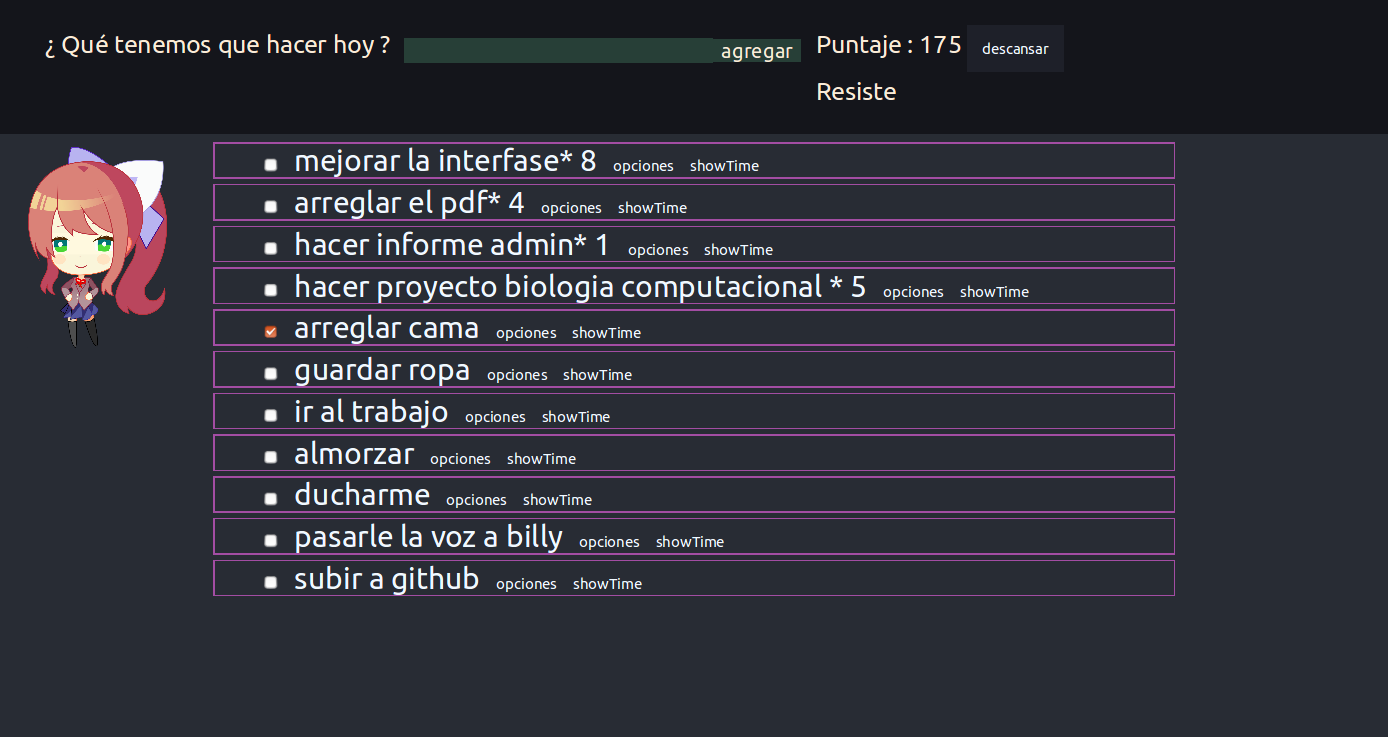 ¿ Qué tenemos que hacer hoy ? agregar Puntaje : 175 descansar
Resiste
mejorar la interfase* 8 opciones showTime
arreglar el pdf* 4 opciones showTime
hacer informe admin* 1 opciones showTime
hacer proyecto biologia computacional * 5 opciones showTime
arreglar cama opciones showTime
guardar ropa opciones showTime
ir al trabajo opciones showTime
almorzar opciones showTime
ducharme opciones showTime
pasarle la voz a billy opciones showTime
subir a github opciones showTime